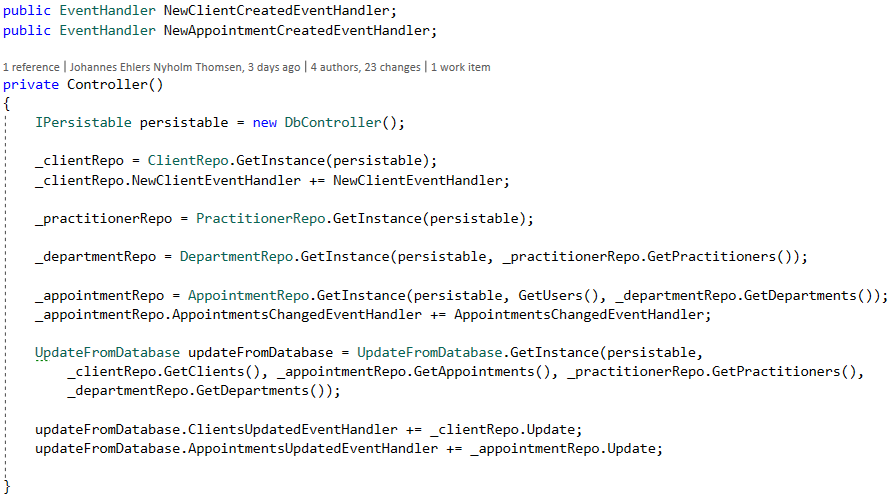 public EventHandler NewClientCreatedEventHandler;
public EventHandler NewAppointmentCreatedEventHandler;
1 reference | Johannes Ehlers Nyholm Thomsen, 3 days ago | 4 authors, 23 changes | 1 work item
private Controller()
{
IPersistable persistable = new DbController();
_clientRepo = ClientRepo.GetInstance(persistable);
_clientRepo.NewClientEventHandler += NewClientEventHandler;
_practitionerRepo = PractitionerRepo.GetInstance(persistable);
_departmentRepo = DepartmentRepo.GetInstance(persistable, _practitionerRepo.GetPractitioners());
_appointmentRepo = AppointmentRepo.GetInstance(persistable, GetUsers(), _departmentRepo.GetDepartments());
_appointmentRepo.AppointmentsChangedEventHandler += AppointmentsChangedEventHandler;
UpdateFromDatabase updateFromDatabase = UpdateFromDatabase.GetInstance(persistable,
_clientRepo.GetClients(), _appointmentRepo.GetAppointments(), _practitionerRepo.GetPractitioners(),
_departmentRepo.GetDepartments());
updateFromDatabase.ClientsUpdatedEventHandler += _clientRepo.Update;
updateFromDatabase.AppointmentsUpdatedEventHandler += _appointmentRepo.Update;
}